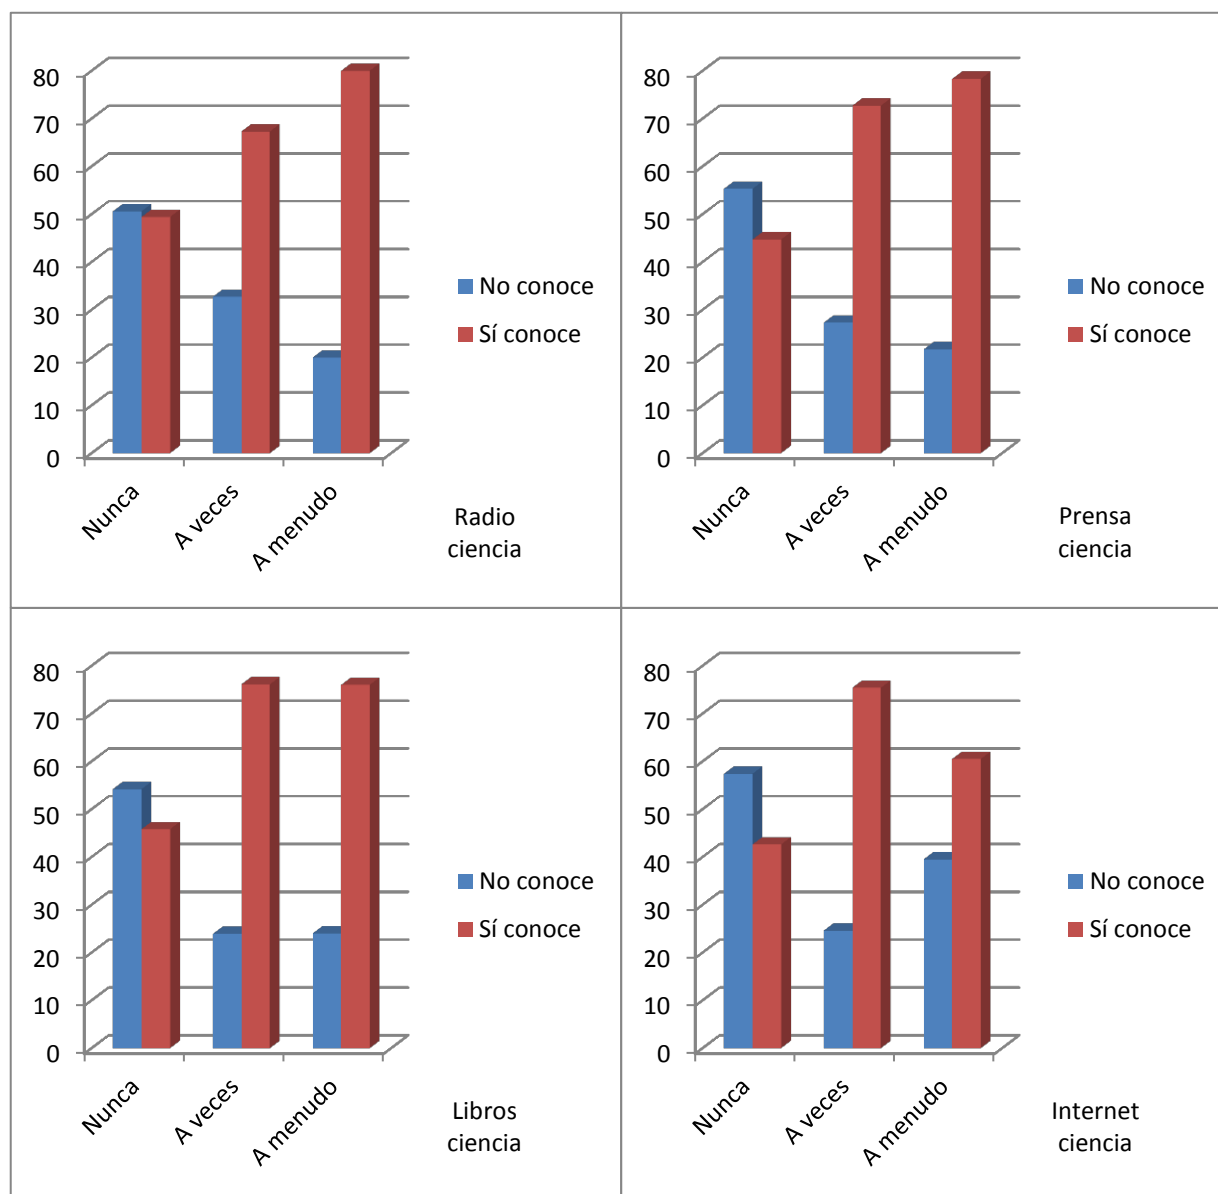 80
70
60
50
40
30
20
10
0
Nunca
A veces
A menudo
No conoce
Sí conoce
Radio
ciencia
80
70
60
50
40
30
20
10
0
Nunca
A veces
A menudo
No conoce
Sí conoce
Prensa
ciencia
80
70
60
50
40
30
20
10
0
Nunca
A veces
A menudo
No conoce
Sí conoce
Libros
ciencia
80
70
60
50
40
30
20
10
0
Nunca
A veces
A menudo
No conoce
Sí conoce
Internet
ciencia